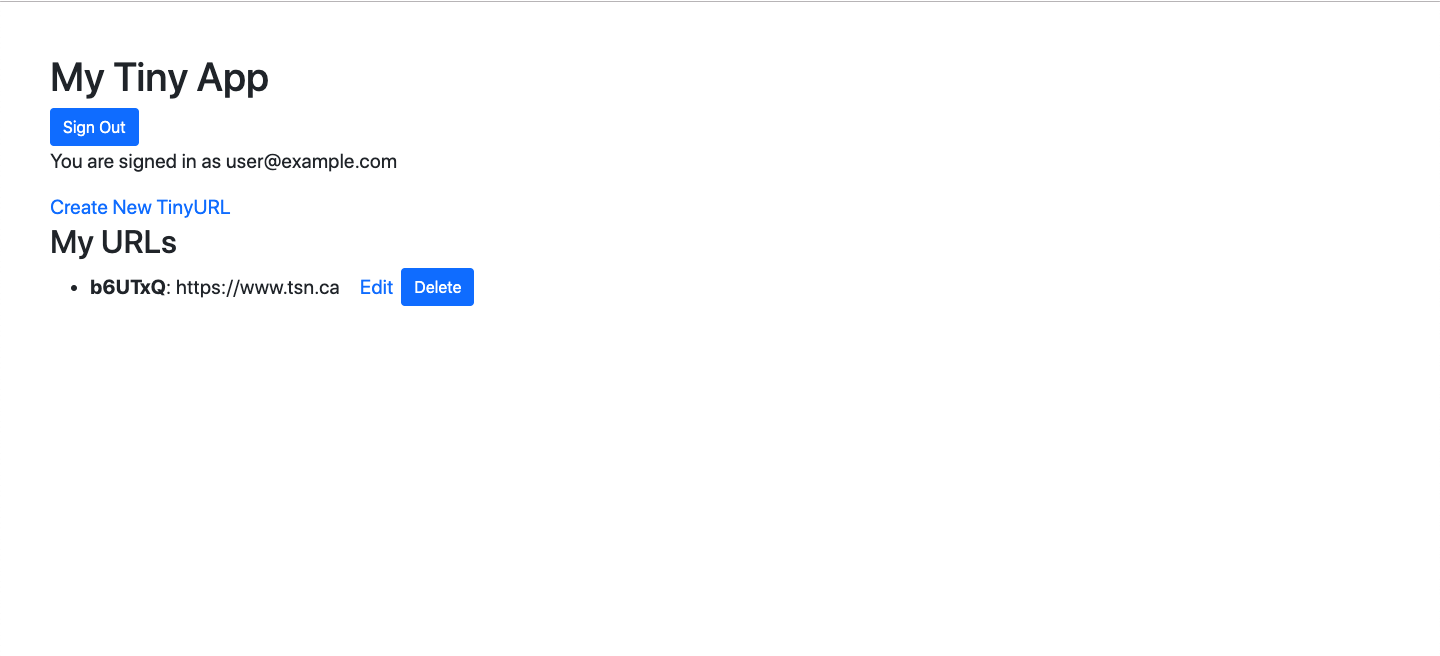 My Tiny App
Sign Out
You are signed in as user@example.com
Create New TinyURL
My URLs
b6UTxQ: https://www.tsn.ca Edit Delete